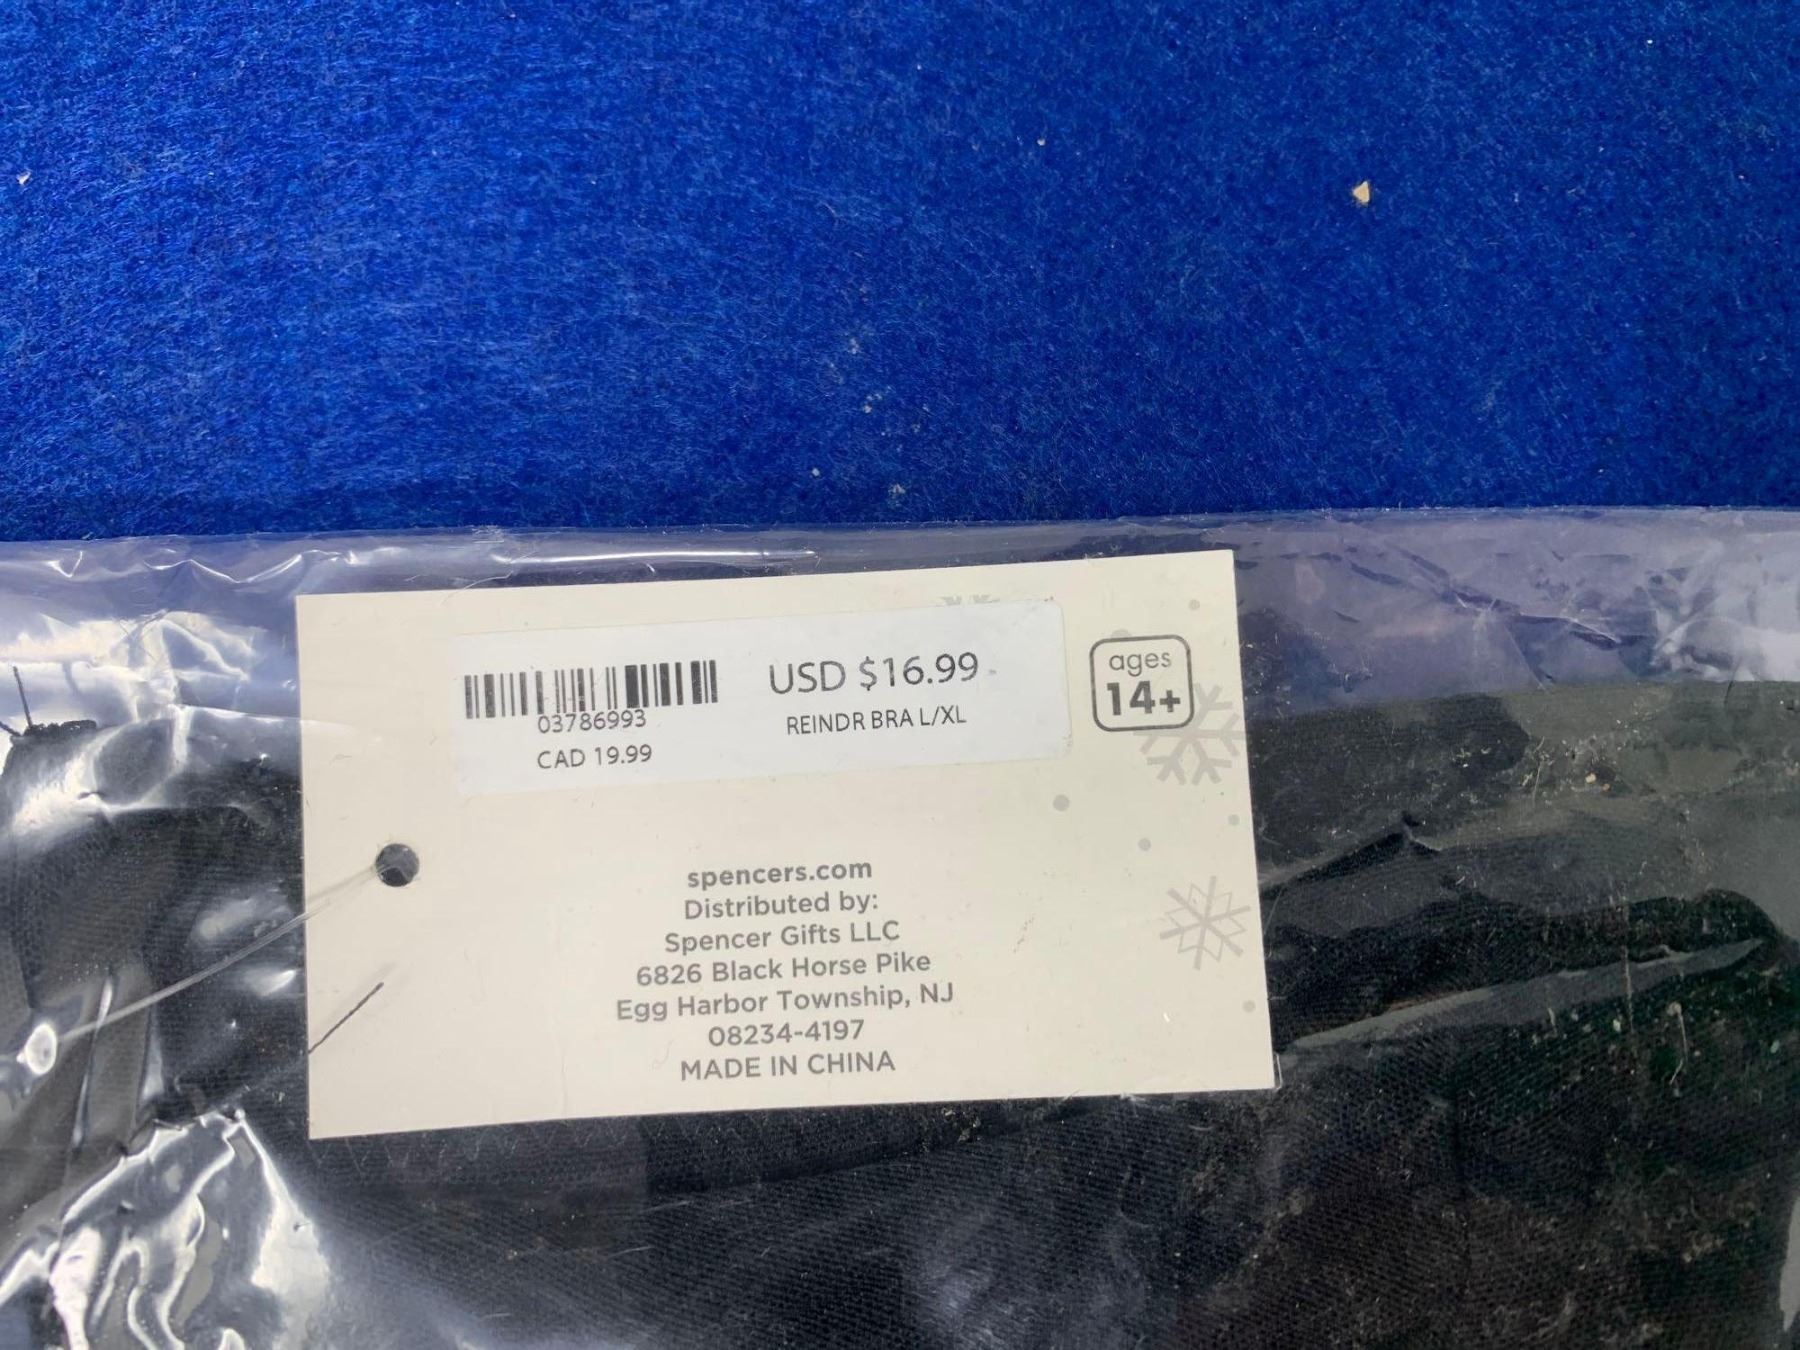 USD $16.99
03786993
REINDR BRA L/XL
CAD 19.99
ages
14+
spencers.com
Distributed by:
Spencer Gifts LLC
6826 Black Horse Pike
Egg Harbor Township, NJ
08234-4197
MADE IN CHINA